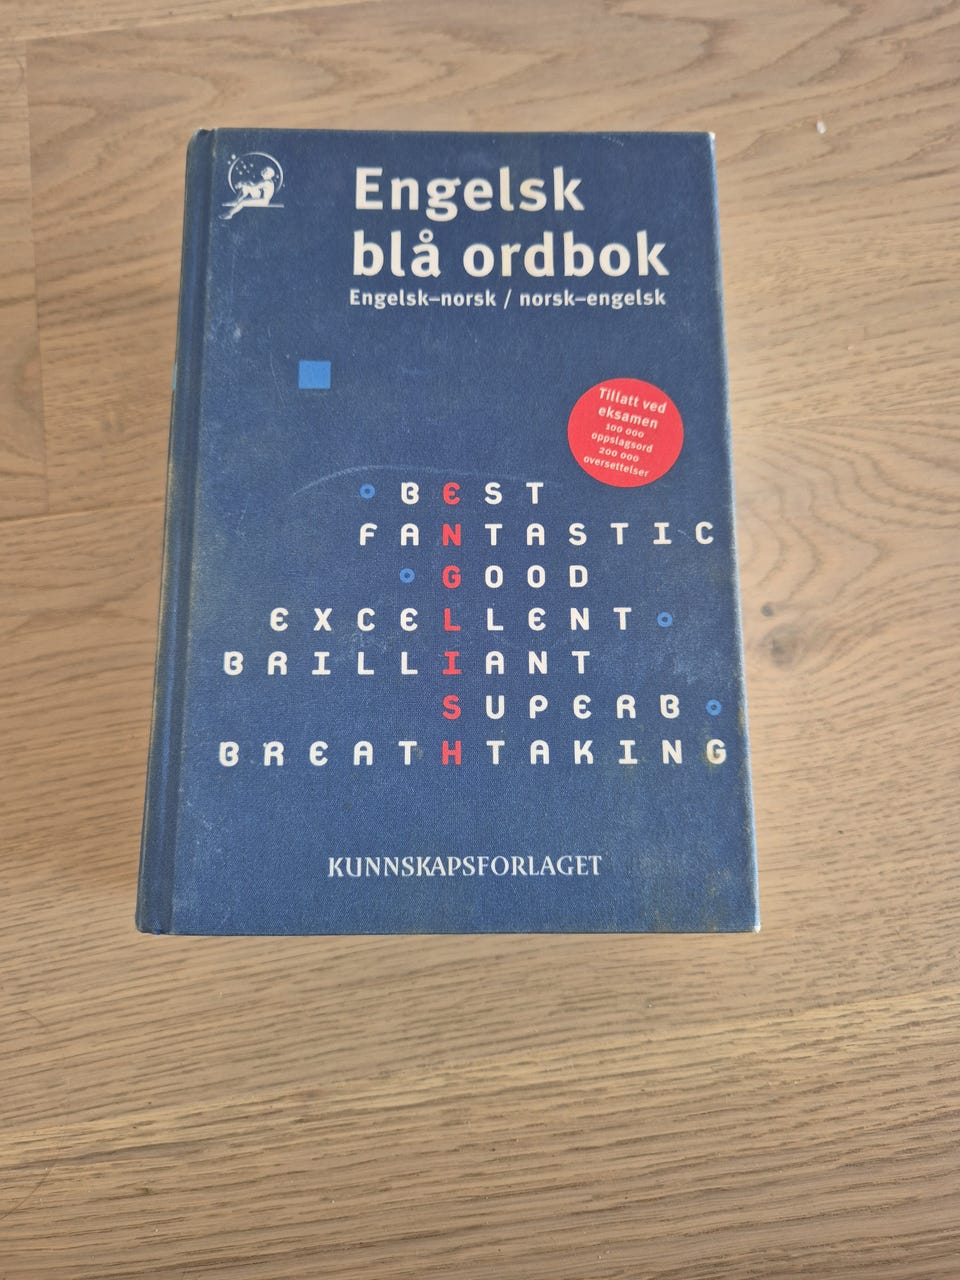 Engelsk
blå ordbok
Engelsk–norsk / norsk–engelsk
Tillatt ved
eksamen
100 000
oppslagsord
200 000
oversettelser
BEST
FANTASTIC
GOOD
EXCELLENT
BRILLIANT
SUPERB
BREATHTAKING
KUNNSKAPSFORLAGET